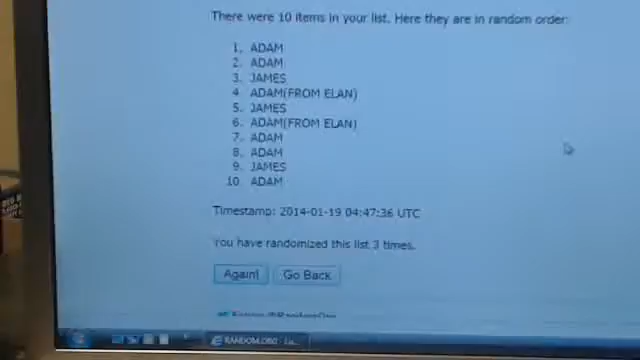 There were 10 items in your list. Here they are in random order:
1. ADAM
2. ADAM
3. JAMES
4. ADAM(FROM ELAN)
5. JAMES
6. ADAM(FROM ELAN)
7. ADAM
8. ADAM
9. JAMES
10. ADAM
Timestamp: 2014-01-19 04:47:36 UTC
You have randomized this list 3 times.
Again! Go Back
RANDOM.ORG